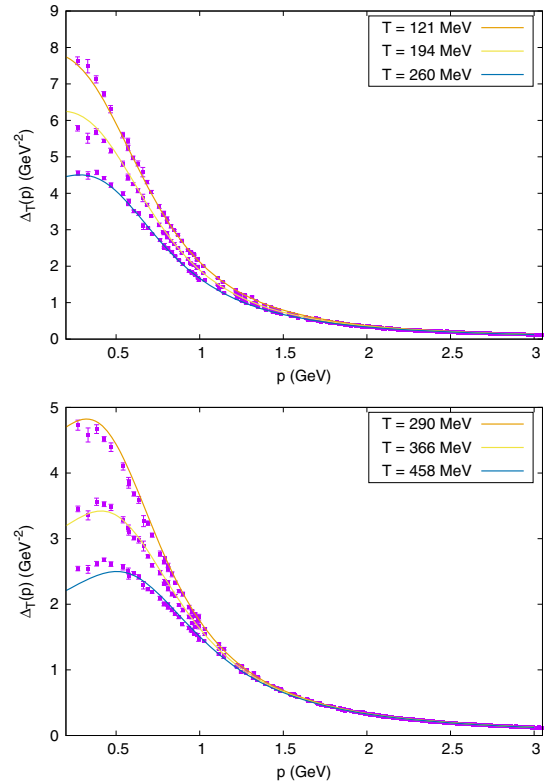 9
8
7
6
5
4
3
2
1
0
Δ_T(p) (GeV⁻²)
T = 121 MeV
T = 194 MeV
T = 260 MeV
0.5 1 1.5 2 2.5 3
p (GeV)
5
4
3
2
1
0
Δ_T(p) (GeV⁻²)
T = 290 MeV
T = 366 MeV
T = 458 MeV
0.5 1 1.5 2 2.5 3
p (GeV)